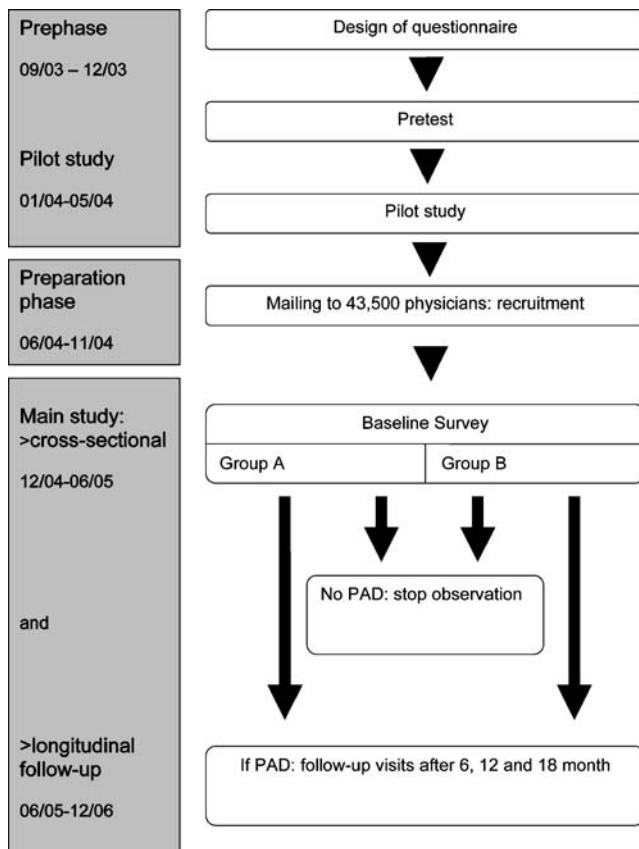 Prephase
09/03 – 12/03
Pilot study
01/04-05/04
Design of questionnaire
Pretest
Pilot study
Preparation
phase
06/04-11/04
Mailing to 43,500 physicians: recruitment
Main study:
>cross-sectional
12/04-06/05
and
>longitudinal
follow-up
06/05-12/06
Baseline Survey
Group A
Group B
No PAD: stop observation
If PAD: follow-up visits after 6, 12 and 18 month